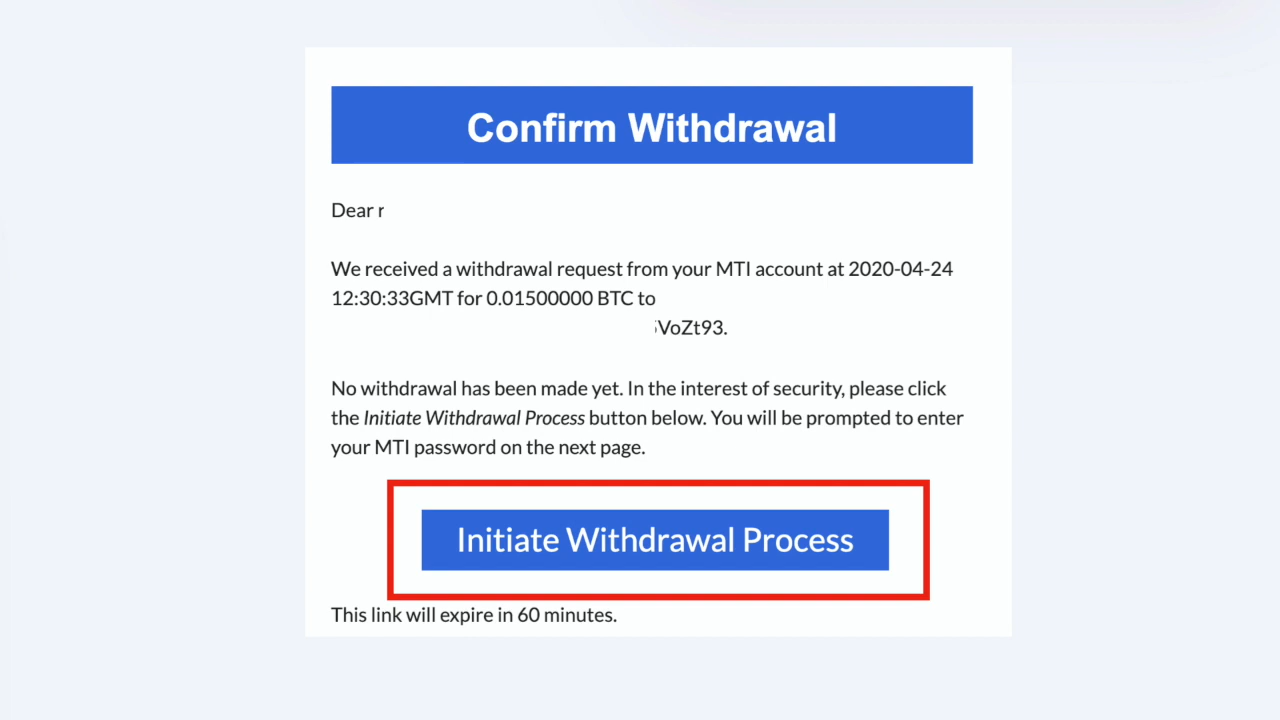 Confirm Withdrawal
Dear r
We received a withdrawal request from your MTI account at 2020-04-24
12:30:33GMT for 0.01500000 BTC to
VoZt93.
No withdrawal has been made yet. In the interest of security, please click
the Initiate Withdrawal Process button below. You will be prompted to enter
your MTI password on the next page.
Initiate Withdrawal Process
This link will expire in 60 minutes.